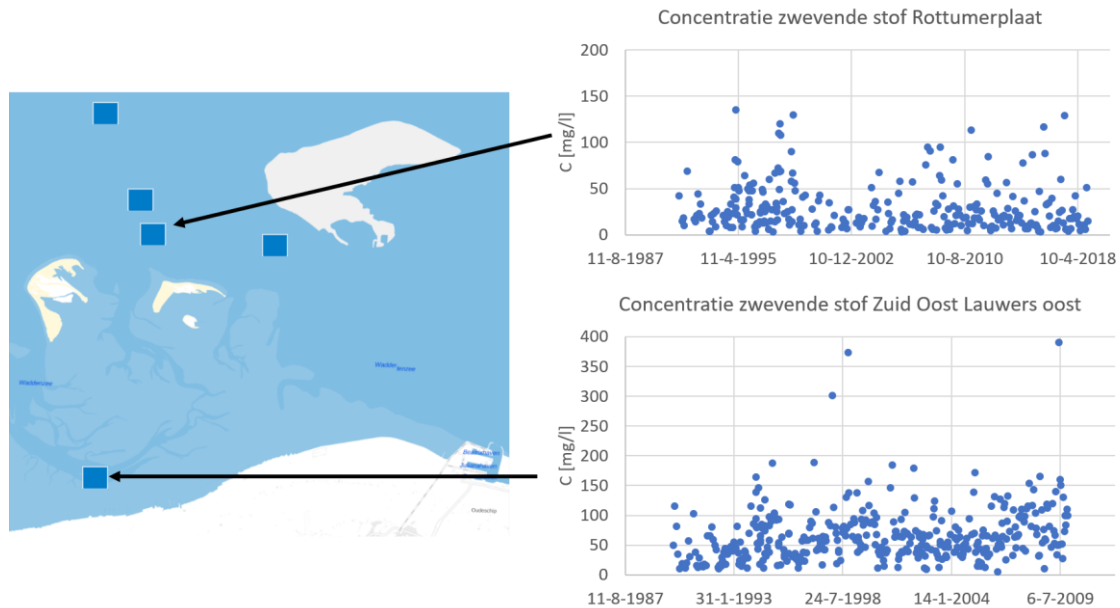 Concentratie zwevende stof Rottumerplaat
200
150
100
50
0
C [mg/l]
11-8-1987 11-4-1995 10-12-2002 10-8-2010 10-4-2018
Concentratie zwevende stof Zuid Oost Lauwers oost
400
350
300
250
200
150
100
50
0
C [mg/l]
11-8-1987 31-1-1993 24-7-1998 14-1-2004 6-7-2009
Waddenzee
Oudeschip